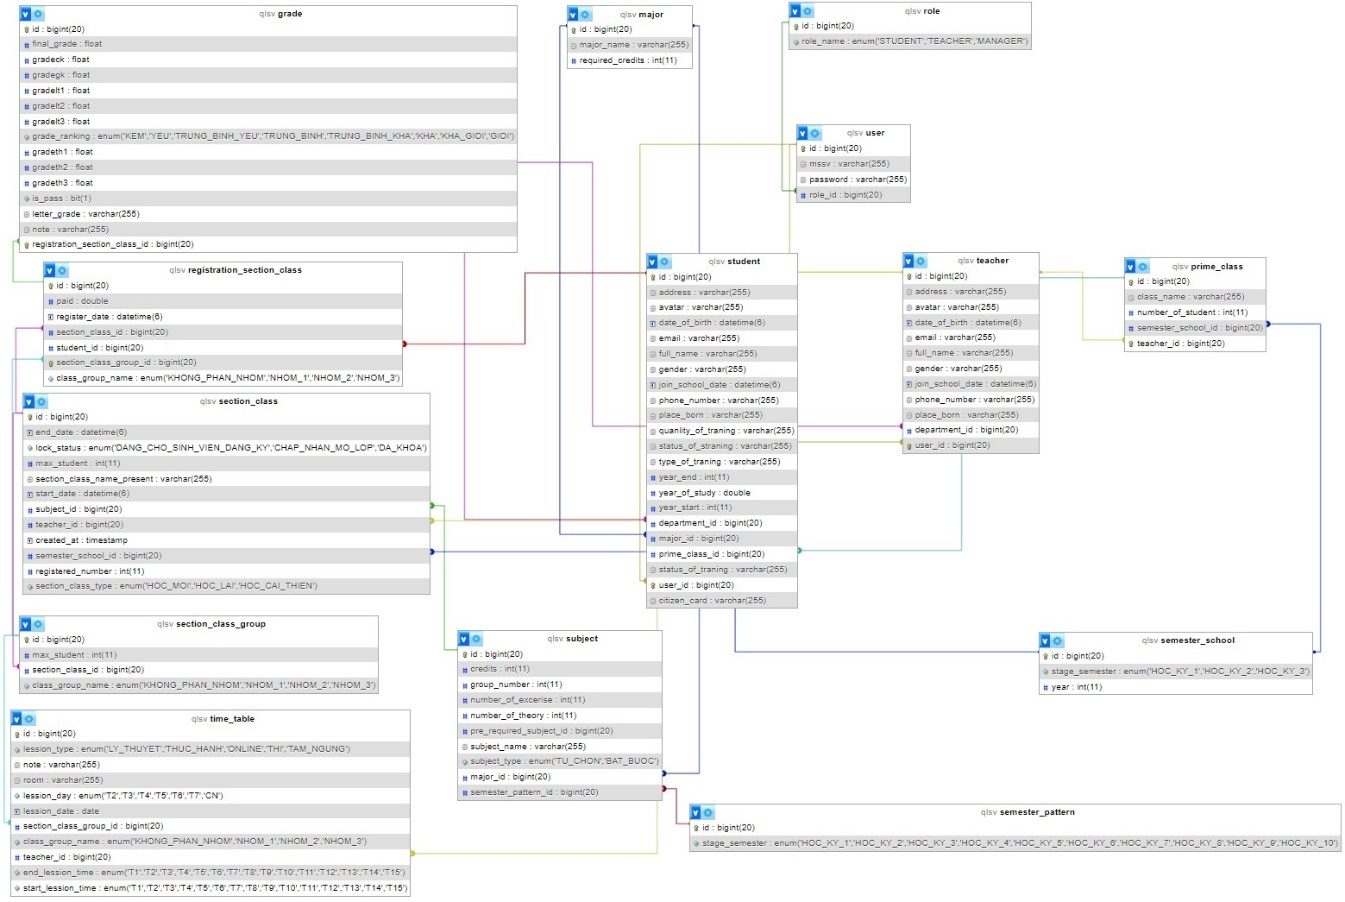 qlsv grade
id : bigint(20)
final_grade : float
gradeck : float
gradegk : float
gradelt1 : float
gradelt2 : float
gradelt3 : float
grade_ranking : enum('KEM','YEU','TRUNG_BINH_YEU','TRUNG_BINH','TRUNG_BINH_KHA','KHA','KHA_GIOI','GIOI')
gradeth1 : float
gradeth2 : float
gradeth3 : float
is_pass : bit(1)
letter_grade : varchar(255)
note : varchar(255)
registration_section_class_id : bigint(20)
qlsv major
id : bigint(20)
major_name : varchar(255)
required_credits : int(11)
qlsv role
id : bigint(20)
role_name : enum('STUDENT','TEACHER','MANAGER')
qlsv user
id : bigint(20)
mssv : varchar(255)
password : varchar(255)
role_id : bigint(20)
qlsv registration_section_class
id : bigint(20)
paid : double
register_date : datetime(6)
section_class_id : bigint(20)
student_id : bigint(20)
section_class_group_id : bigint(20)
class_group_name : enum('KHONG_PHAN_NHOM','NHOM_1','NHOM_2','NHOM_3')
qlsv student
id : bigint(20)
address : varchar(255)
avatar : varchar(255)
date_of_birth : datetime(6)
email : varchar(255)
full_name : varchar(255)
gender : varchar(255)
join_school_date : datetime(6)
phone_number : varchar(255)
place_born : varchar(255)
quanlity_of_traning : varchar(255)
status_of_straning : varchar(255)
type_of_traning : varchar(255)
year_end : int(11)
year_of_study : double
year_start : int(11)
department_id : bigint(20)
major_id : bigint(20)
prime_class_id : bigint(20)
status_of_traning : varchar(255)
user_id : bigint(20)
citizen_card : varchar(255)
qlsv teacher
id : bigint(20)
address : varchar(255)
avatar : varchar(255)
date_of_birth : datetime(6)
email : varchar(255)
full_name : varchar(255)
gender : varchar(255)
join_school_date : datetime(6)
phone_number : varchar(255)
place_born : varchar(255)
department_id : bigint(20)
user_id : bigint(20)
qlsv prime_class
id : bigint(20)
class_name : varchar(255)
number_of_student : int(11)
semester_school_id : bigint(20)
teacher_id : bigint(20)
qlsv section_class
id : bigint(20)
end_date : datetime(6)
lock_status : enum('DANG_CHO_SINH_VIEN_DANG_KY','CHAP_NHAN_MO_LOP','DA_KHOA')
max_student : int(11)
section_class_name_present : varchar(255)
start_date : datetime(6)
subject_id : bigint(20)
teacher_id : bigint(20)
created_at : timestamp
semester_school_id : bigint(20)
registered_number : int(11)
section_class_type : enum('HOC_MOI','HOC_LAI','HOC_CAI_THIEN')
qlsv section_class_group
id : bigint(20)
max_student : int(11)
section_class_id : bigint(20)
class_group_name : enum('KHONG_PHAN_NHOM','NHOM_1','NHOM_2','NHOM_3')
qlsv subject
id : bigint(20)
credits : int(11)
group_number : int(11)
number_of_excerise : int(11)
number_of_theory : int(11)
pre_required_subject_id : bigint(20)
subject_name : varchar(255)
subject_type : enum('TU_CHON','BAT_BUOC')
major_id : bigint(20)
semester_pattern_id : bigint(20)
qlsv semester_school
id : bigint(20)
stage_semester : enum('HOC_KY_1','HOC_KY_2','HOC_KY_3')
year : int(11)
qlsv time_table
id : bigint(20)
lession_type : enum('LY_THUYET','THUC_HANH','ONLINE','THI','TAM_NGUNG')
note : varchar(255)
room : varchar(255)
lession_day : enum('T2','T3','T4','T5','T6','T7','CN')
lession_date : date
section_class_group_id : bigint(20)
class_group_name : enum('KHONG_PHAN_NHOM','NHOM_1','NHOM_2','NHOM_3')
teacher_id : bigint(20)
end_lession_time : enum('T1','T2','T3','T4','T5','T6','T7','T8','T9','T10','T11','T12','T13','T14','T15')
start_lession_time : enum('T1','T2','T3','T4','T5','T6','T7','T8','T9','T10','T11','T12','T13','T14','T15')
qlsv semester_pattern
id : bigint(20)
stage_semester : enum('HOC_KY_1','HOC_KY_2','HOC_KY_3','HOC_KY_4','HOC_KY_5','HOC_KY_6','HOC_KY_7','HOC_KY_8','HOC_KY_9','HOC_KY_10')